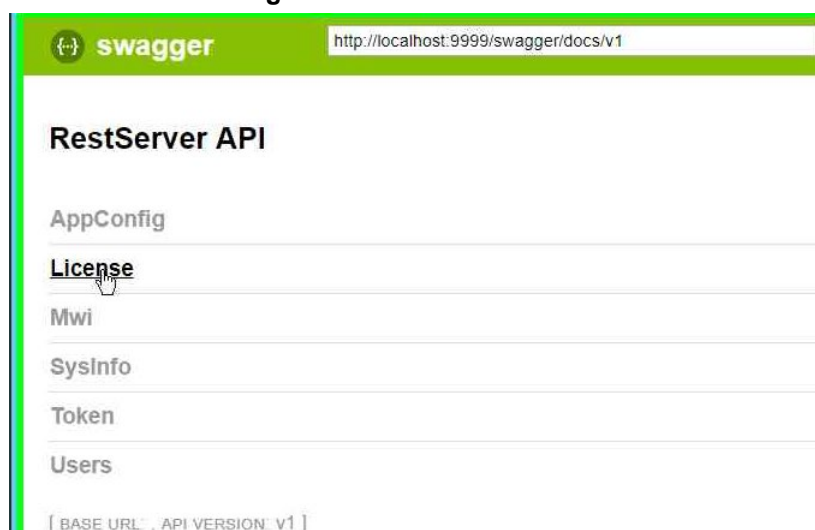 swagger http://localhost:9999/swagger/docs/v1
RestServer API
AppConfig
License
Mwi
SysInfo
Token
Users
[ BASE URL: , API VERSION: V1 ]